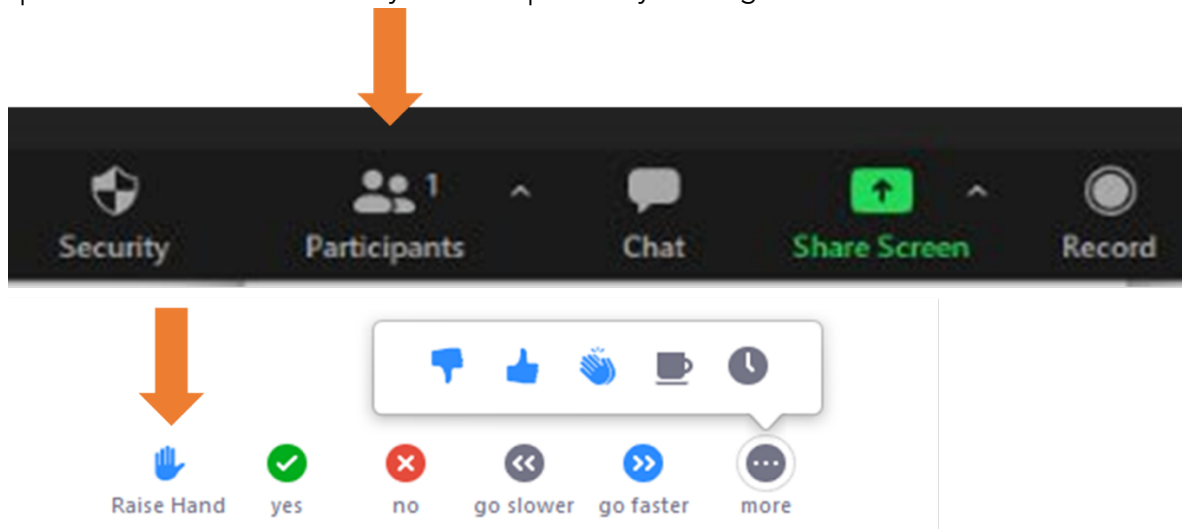 1
Security Participants Chat Share Screen Record
Raise Hand yes no go slower go faster more